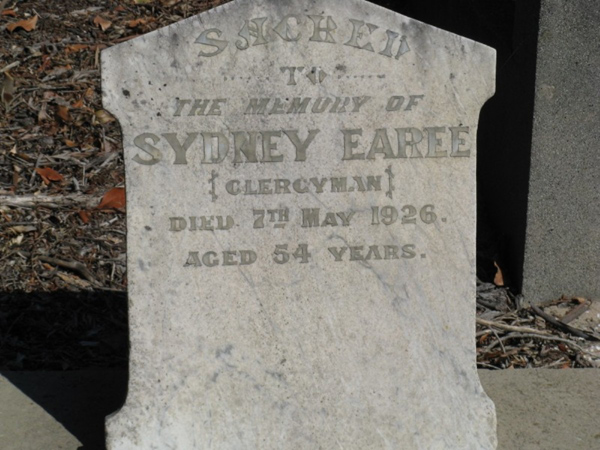 SACRED
TO
THE MEMORY OF
SYDNEY EAREE
{CLERGYMAN}
DIED 7TH MAY 1926.
AGED 54 YEARS.